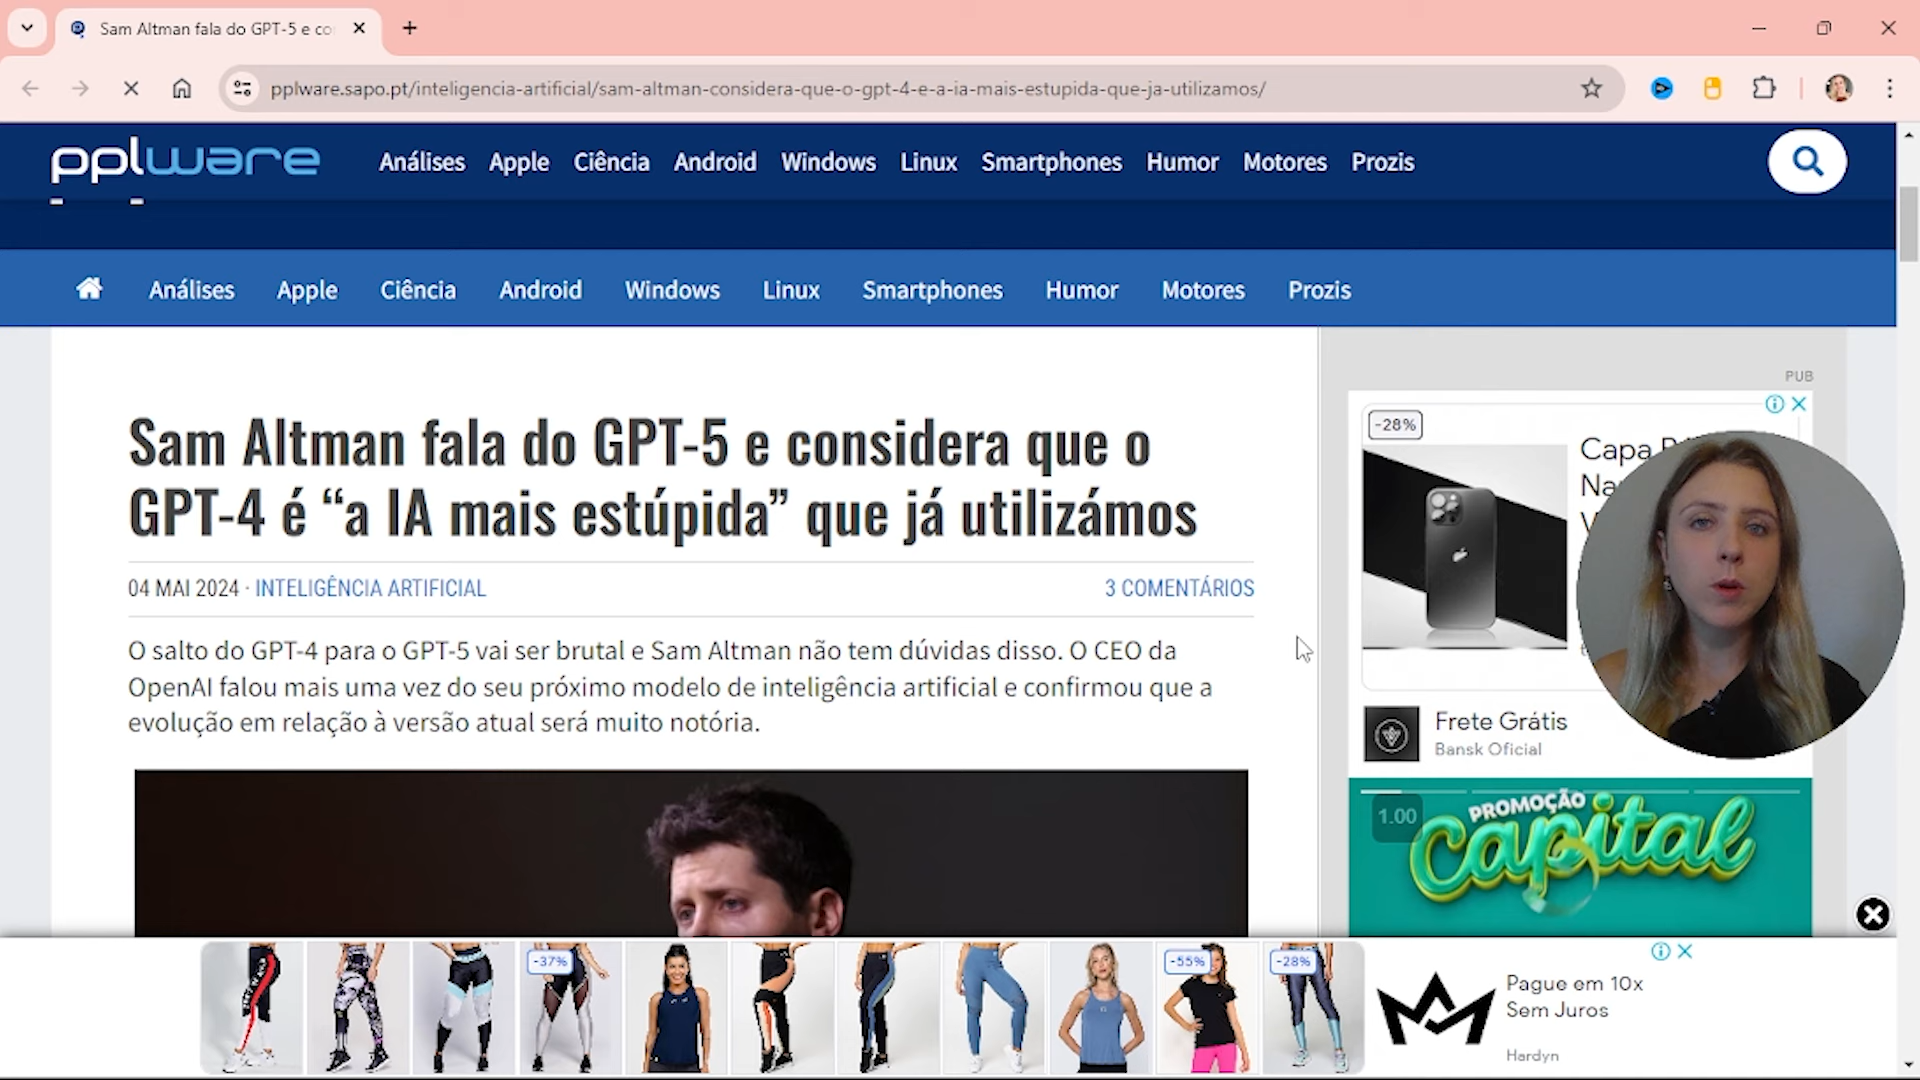 Sam Altman fala do GPT-5 e co
pplware.sapo.pt/inteligencia-artificial/sam-altman-considera-que-o-gpt-4-e-a-ia-mais-estupida-que-ja-utilizamos/
pplware
Análises Apple Ciência Android Windows Linux Smartphones Humor Motores Prozis
Análises Apple Ciência Android Windows Linux Smartphones Humor Motores Prozis
Sam Altman fala do GPT-5 e considera que o
GPT-4 é “a IA mais estúpida” que já utilizámos
04 MAI 2024 · INTELIGÊNCIA ARTIFICIAL
3 COMENTÁRIOS
O salto do GPT-4 para o GPT-5 vai ser brutal e Sam Altman não tem dúvidas disso. O CEO da
OpenAI falou mais uma vez do seu próximo modelo de inteligência artificial e confirmou que a
evolução em relação à versão atual será muito notória.
PUB
-28%
Capa
Frete Grátis
Bansk Oficial
1.00
PROMOÇÃO
Capital
-37%
-55%
-28%
Pague em 10x
Sem Juros
Hardyn